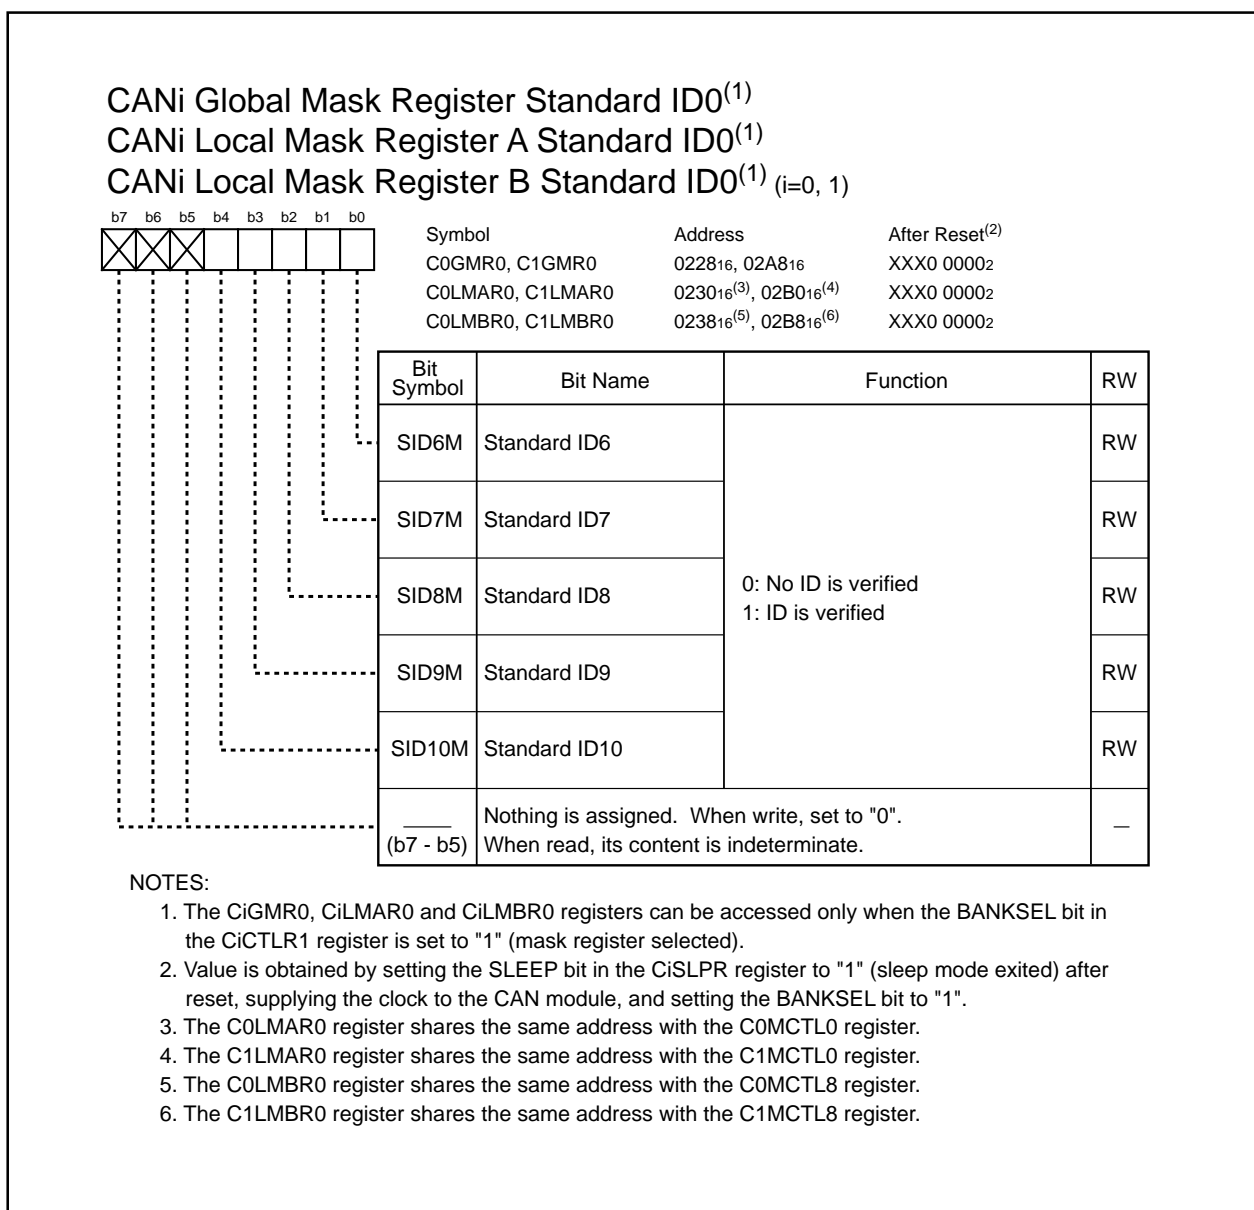 CANi Global Mask Register Standard ID0(1)
CANi Local Mask Register A Standard ID0(1)
CANi Local Mask Register B Standard ID0(1) (i=0, 1)
b7 b6 b5 b4 b3 b2 b1 b0
Symbol Address After Reset(2)
C0GMR0, C1GMR0 022816, 02A816 XXX0 00002
C0LMAR0, C1LMAR0 023016(3), 02B016(4) XXX0 00002
C0LMBR0, C1LMBR0 023816(5), 02B816(6) XXX0 00002
Bit Symbol Bit Name Function RW
SID6M Standard ID6 RW
SID7M Standard ID7 RW
SID8M Standard ID8 RW
0: No ID is verified
1: ID is verified
SID9M Standard ID9 RW
SID10M Standard ID10 RW
Nothing is assigned. When write, set to "0". —
(b7 - b5) When read, its content is indeterminate.
NOTES:
1. The CiGMR0, CiLMAR0 and CiLMBR0 registers can be accessed only when the BANKSEL bit in
the CiCTLR1 register is set to "1" (mask register selected).
2. Value is obtained by setting the SLEEP bit in the CiSLPR register to "1" (sleep mode exited) after
reset, supplying the clock to the CAN module, and setting the BANKSEL bit to "1".
3. The C0LMAR0 register shares the same address with the C0MCTL0 register.
4. The C1LMAR0 register shares the same address with the C1MCTL0 register.
5. The C0LMBR0 register shares the same address with the C0MCTL8 register.
6. The C1LMBR0 register shares the same address with the C1MCTL8 register.